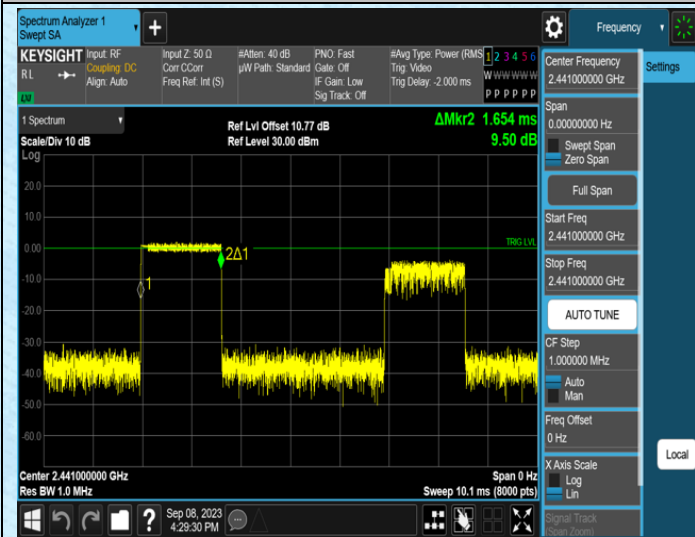 Spectrum Analyzer 1
Swept SA
+
Frequency
KEYSIGHT
RL
LXI
Input: RF
Coupling: DC
Align: Auto
Input Z: 50 Ω
Corr CCorr
Freq Ref: Int (S)
#Atten: 40 dB
µW Path: Standard
PNO: Fast
Gate: Off
IF Gain: Low
Sig Track: Off
#Avg Type: Power (RMS
Trig: Video
Trig Delay: -2.000 ms
1 2 3 4 5 6
W W W W W W
P P P P P P
1 Spectrum
Scale/Div 10 dB
Ref Lvl Offset 10.77 dB
Ref Level 30.00 dBm
ΔMkr2 1.654 ms
9.50 dB
Log
20.0
10.0
0.00
-10.0
-20.0
-30.0
-40.0
-50.0
-60.0
TRIG LVL
1
2Δ1
Center 2.441000000 GHz
Res BW 1.0 MHz
Span 0 Hz
Sweep 10.1 ms (8000 pts)
Center Frequency
2.441000000 GHz
Span
0.00000000 Hz
Swept Span
Zero Span
Full Span
Start Freq
2.441000000 GHz
Stop Freq
2.441000000 GHz
AUTO TUNE
CF Step
1.000000 MHz
Auto
Man
Freq Offset
0 Hz
X Axis Scale
Log
Lin
Signal Track
(Span Zoom)
Settings
Local
?
Sep 08, 2023
4:29:30 PM